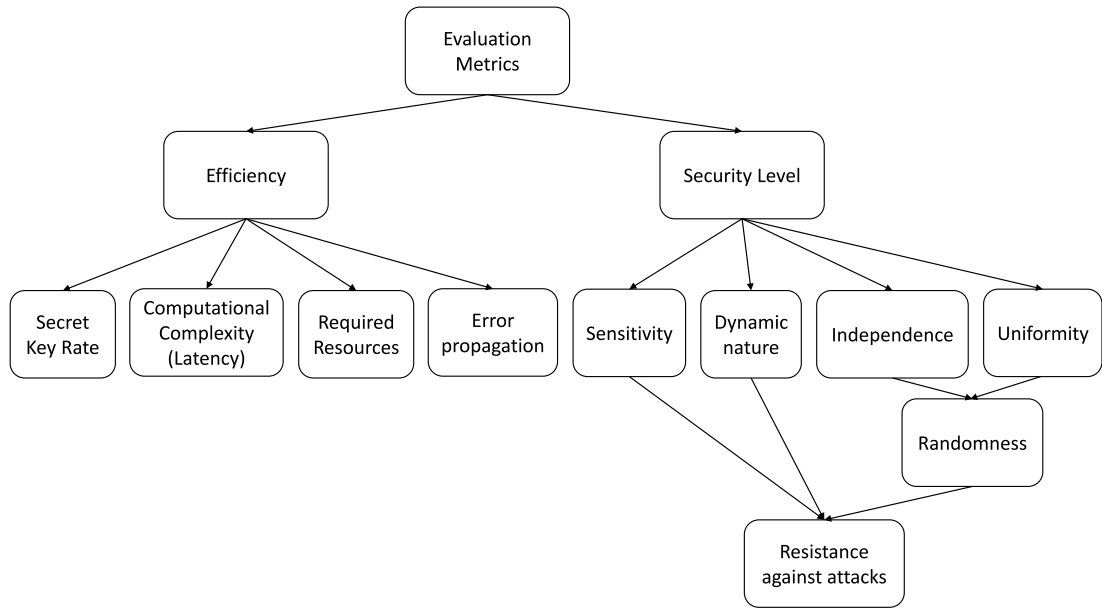 Evaluation
Metrics
Efficiency
Security Level
Secret
Key Rate
Computational
Complexity
(Latency)
Required
Resources
Error
propagation
Sensitivity
Dynamic
nature
Independence
Uniformity
Randomness
Resistance
against attacks